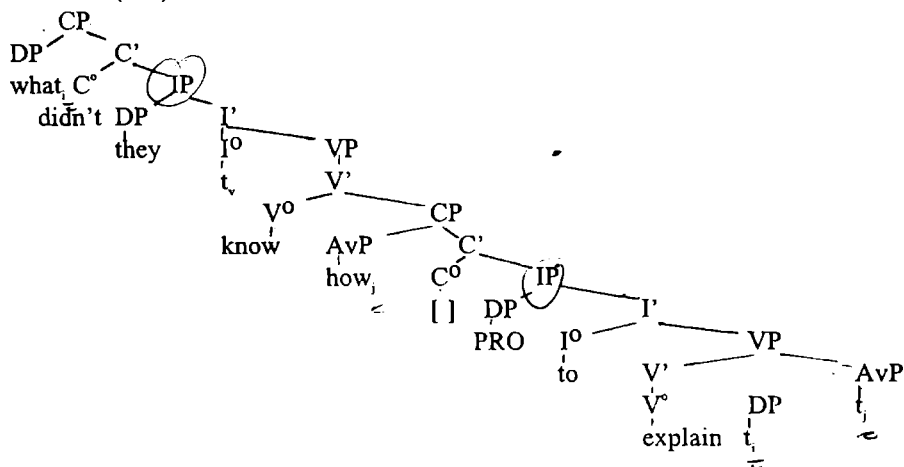 CP
DP C'
what i C° IP
didn't DP I'
they I° VP
t v V'
V° CP
know AvP C'
how j C° IP
[ ] DP I'
PRO I° VP
to V' AvP
V° DP t j
explain t i